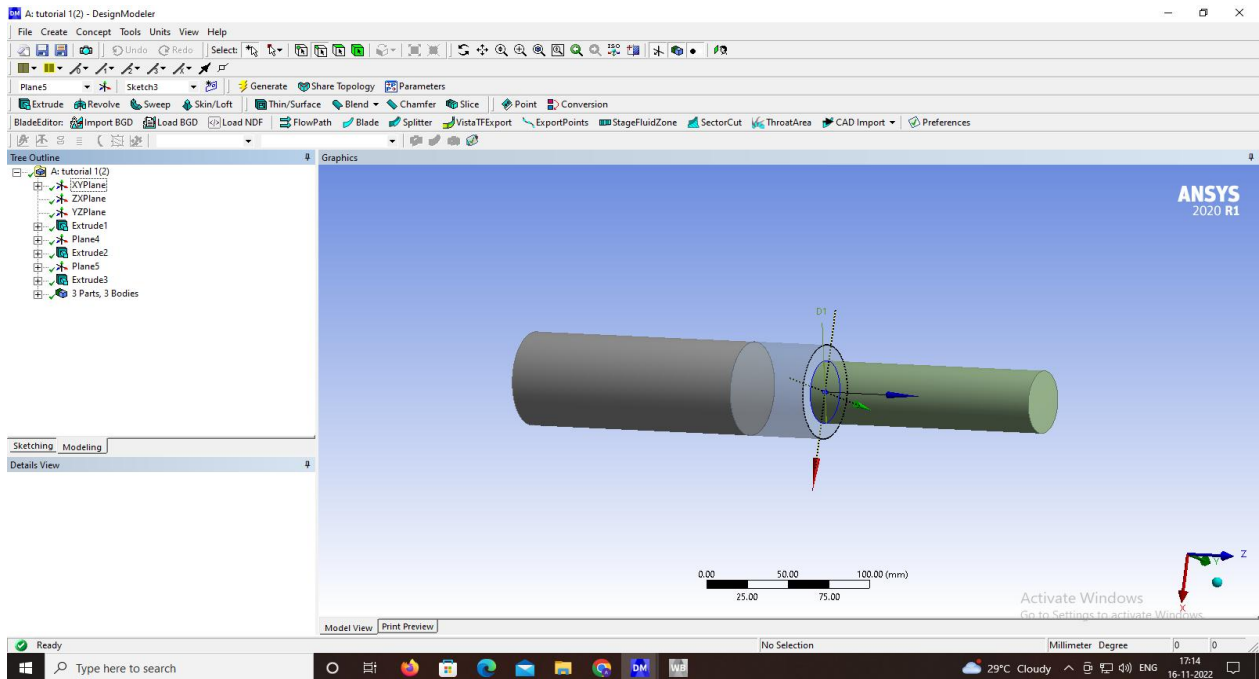 A: tutorial 1(2) - DesignModeler
File Create Concept Tools Units View Help
Undo Redo Select:
Plane5 Sketch3 Generate Share Topology Parameters
Extrude Revolve Sweep Skin/Loft Thin/Surface Blend Chamfer Slice Point Conversion
BladeEditor: Import BGD Load BGD Load NDF FlowPath Blade Splitter VistaTFExport ExportPoints StageFluidZone SectorCut ThroatArea CAD Import Preferences
Tree Outline
Graphics
A: tutorial 1(2)
XYPlane
ZXPlane
YZPlane
Extrude1
Plane4
Extrude2
Plane5
Extrude3
3 Parts, 3 Bodies
ANSYS
2020 R1
D1
Sketching Modeling
Details View
0.00 50.00 100.00 (mm)
25.00 75.00
Z
Y
X
Activate Windows
Go to Settings to activate Windows.
Model View Print Preview
Ready No Selection Millimeter Degree 0 0
Type here to search DM WB 29°C Cloudy ENG 17:14
16-11-2022